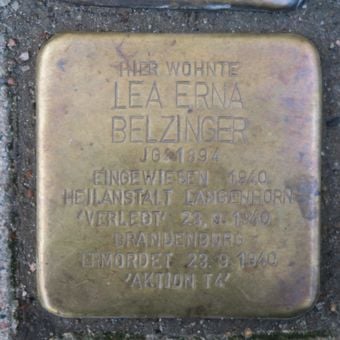 HIER WOHNTE
LEA ERNA
BELZINGER
JG. 1894
EINGEWIESEN 1940
HEILANSTALT LANGENHORN
'VERLEGT' 23.9.1940
BRANDENBURG
ERMORDET 23.9.1940
'AKTION T4'